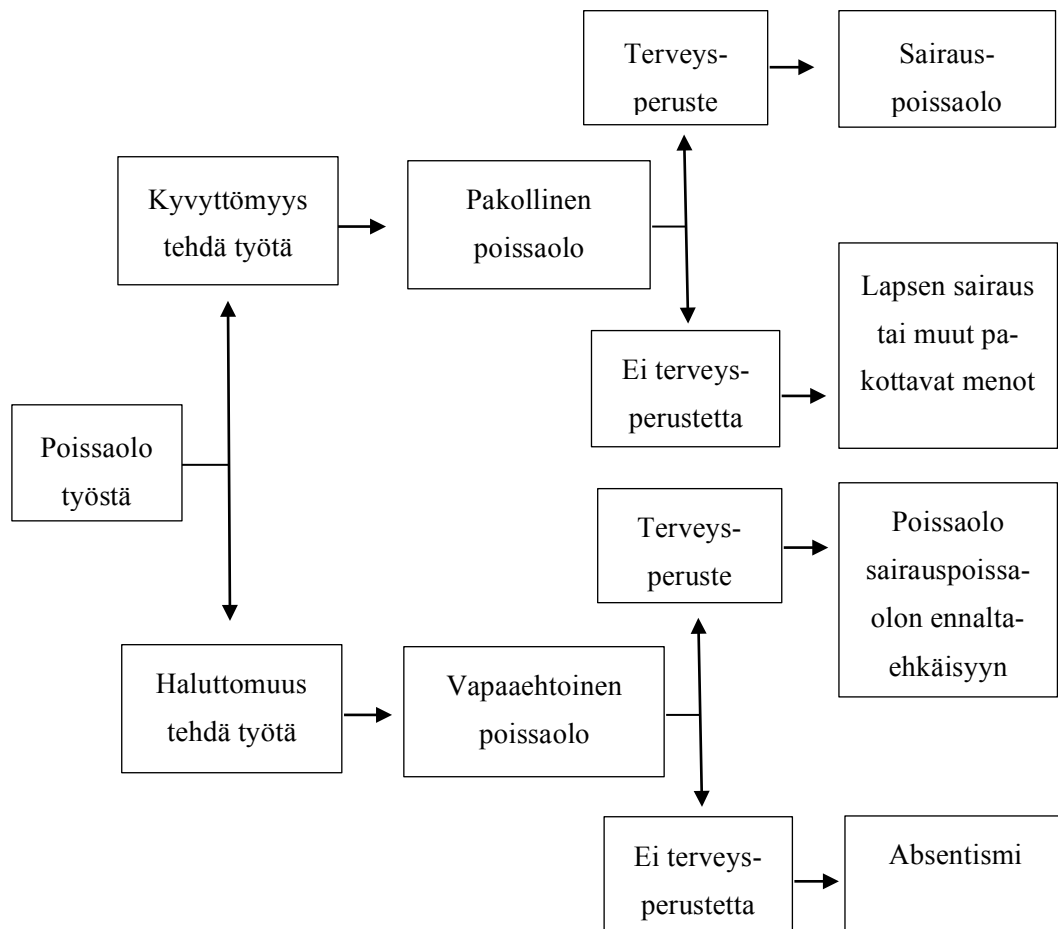 Terveys-
peruste
Sairaus-
poissaolo
Kyvyttömyys
tehdä työtä
Pakollinen
poissaolo
Ei terveys-
perustetta
Lapsen sairaus
tai muut pa-
kottavat menot
Poissaolo
työstä
Terveys-
peruste
Poissaolo
sairauspoissa-
olon ennalta-
ehkäisyyn
Haluttomuus
tehdä työtä
Vapaaehtoinen
poissaolo
Ei terveys-
perustetta
Absentismi